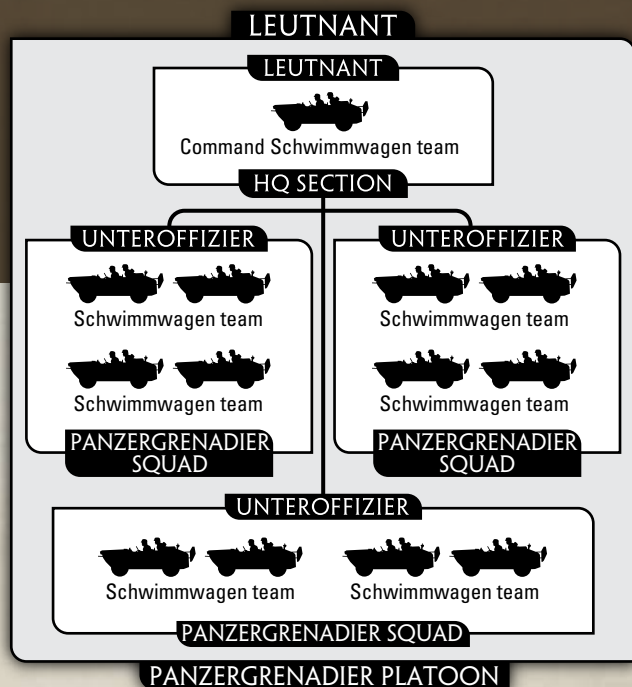 LEUTNANT
LEUTNANT
Command Schwimmwagen team
HQ SECTION
UNTEROFFIZIER
Schwimmwagen team
Schwimmwagen team
PANZERGRENADIER
SQUAD
UNTEROFFIZIER
Schwimmwagen team
Schwimmwagen team
PANZERGRENADIER
SQUAD
UNTEROFFIZIER
Schwimmwagen team
Schwimmwagen team
PANZERGRENADIER SQUAD
PANZERGRENADIER PLATOON